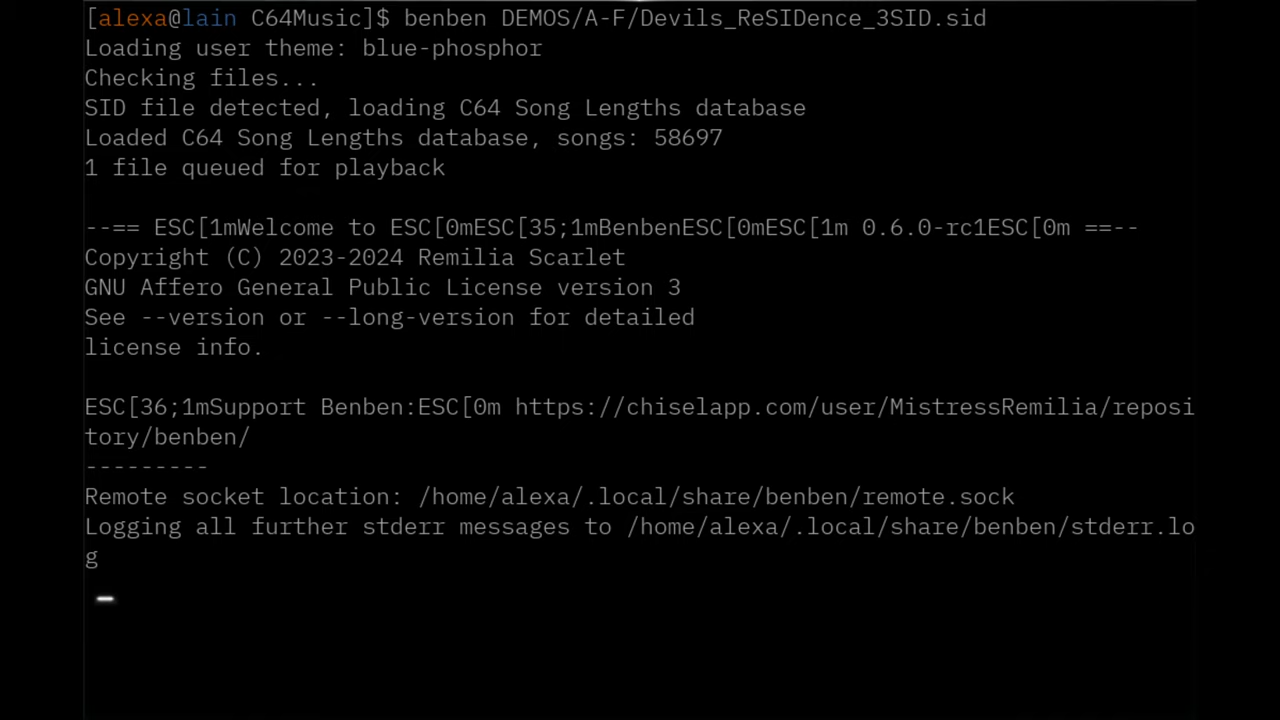 [alexa@lain C64Music]$ benben DEMOS/A-F/Devils_ReSIDence_3SID.sid
Loading user theme: blue-phosphor
Checking files...
SID file detected, loading C64 Song Lengths database
Loaded C64 Song Lengths database, songs: 58697
1 file queued for playback
--== ESC[1mWelcome to ESC[0mESC[35;1mBenbenESC[0mESC[1m 0.6.0-rc1ESC[0m ==--
Copyright (C) 2023-2024 Remilia Scarlet
GNU Affero General Public License version 3
See --version or --long-version for detailed
license info.
ESC[36;1mSupport Benben:ESC[0m https://chiselapp.com/user/MistressRemilia/reposi
tory/benben/
---------
Remote socket location: /home/alexa/.local/share/benben/remote.sock
Logging all further stderr messages to /home/alexa/.local/share/benben/stderr.lo
g